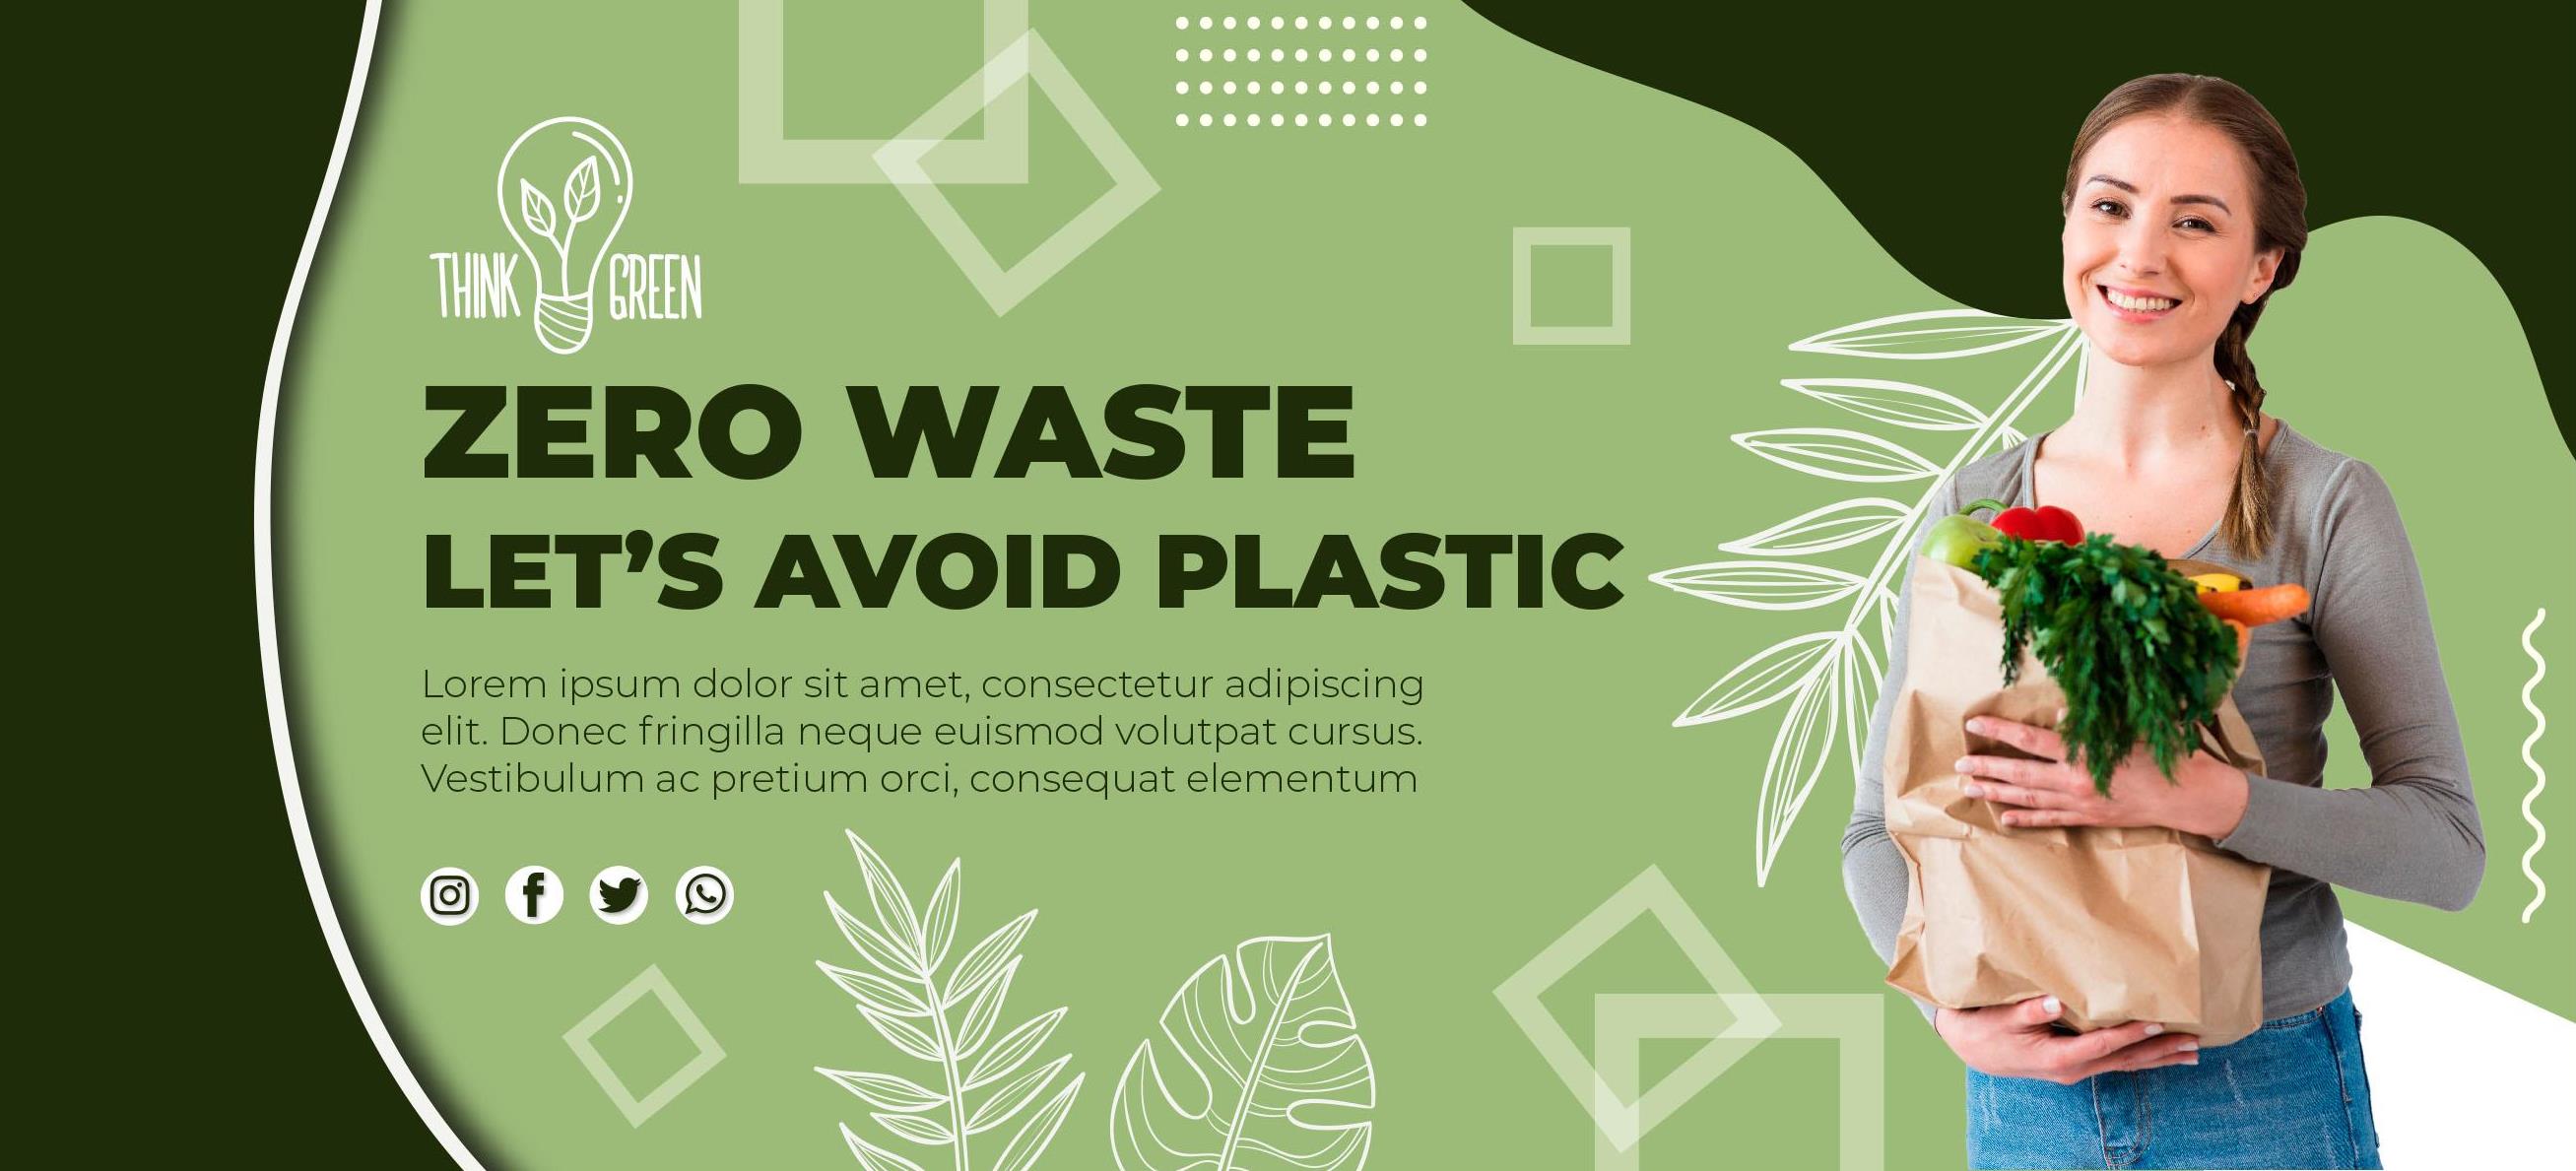 THINK GREEN
ZERO WASTE
LET’S AVOID PLASTIC
Lorem ipsum dolor sit amet, consectetur adipiscing
elit. Donec fringilla neque euismod volutpat cursus.
Vestibulum ac pretium orci, consequat elementum